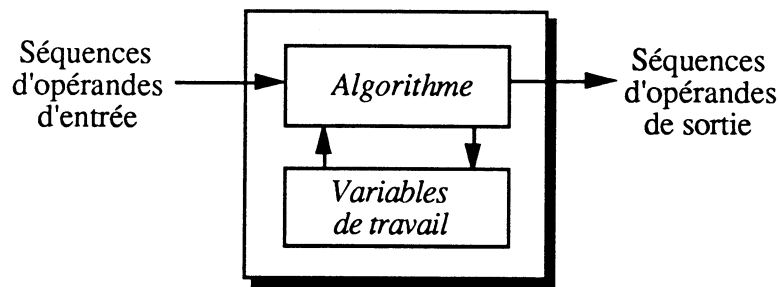 Séquences
d'opérandes
d'entrée
Algorithme
Variables
de travail
Séquences
d'opérandes
de sortie